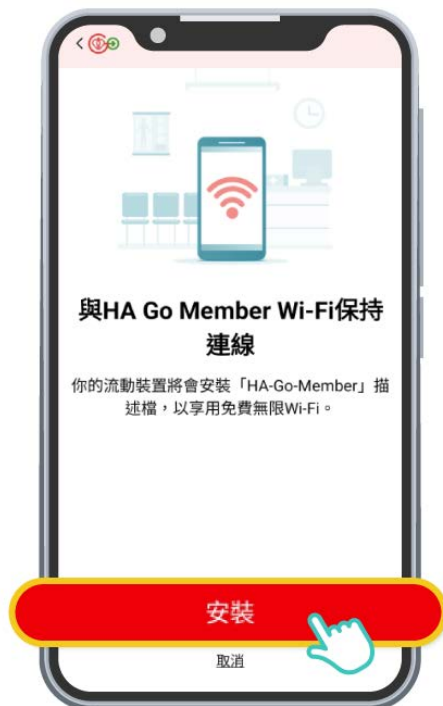 與HA Go Member Wi-Fi保持
連線
你的流動裝置將會安裝「HA-Go-Member」描
述檔，以享用免費無限Wi-Fi。
安裝
取消